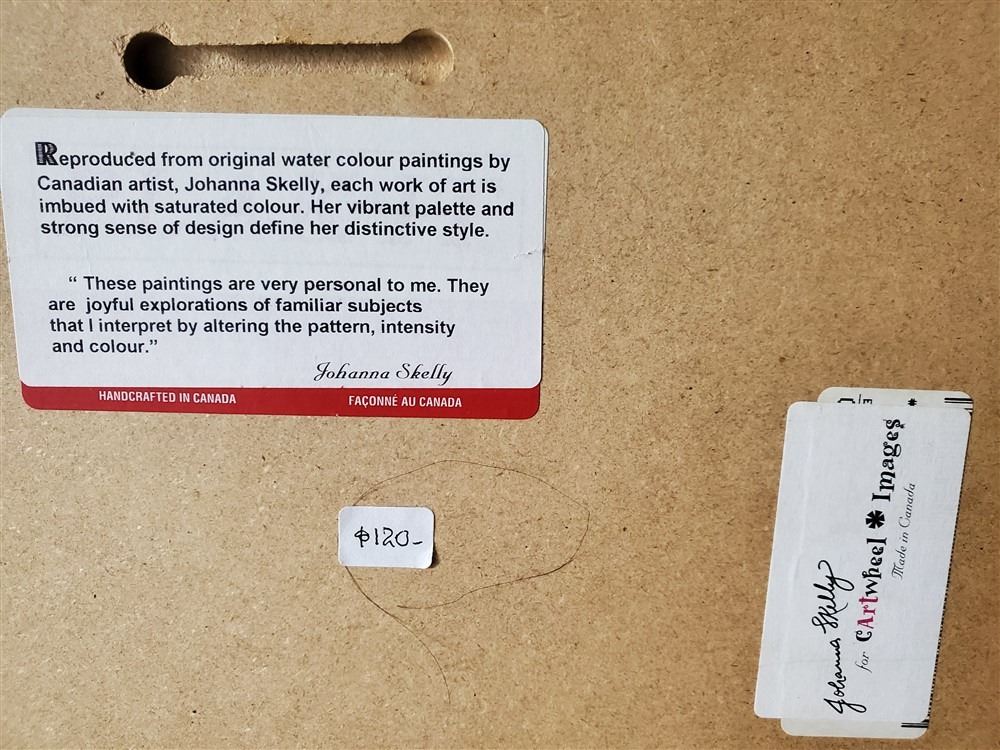 Reproduced from original water colour paintings by
Canadian artist, Johanna Skelly, each work of art is
imbued with saturated colour. Her vibrant palette and
strong sense of design define her distinctive style.
“ These paintings are very personal to me. They
are joyful explorations of familiar subjects
that I interpret by altering the pattern, intensity
and colour.”
Johanna Skelly
HANDCRAFTED IN CANADA FAÇONNÉ AU CANADA
$120-
Johanna Skelly
for CArtwheel * Images
Made in Canada